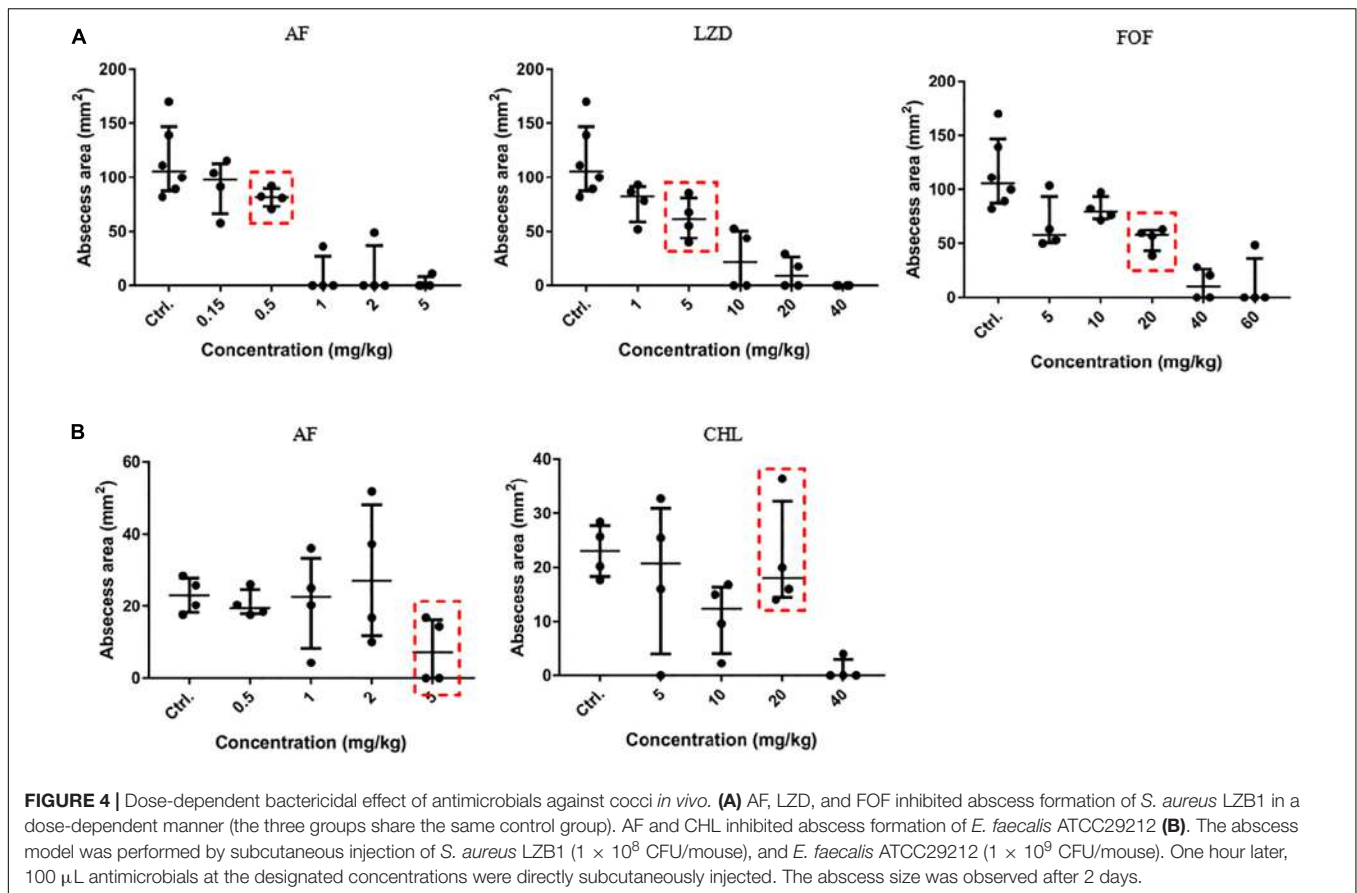 A
AF
LZD
FOF
Absecess area (mm²)
200
150
100
50
0
Ctrl.
0.15
0.5
1
2
5
Concentration (mg/kg)
Absecess area (mm²)
200
150
100
50
0
Ctrl.
1
5
10
20
40
Concentration (mg/kg)
Absecess area (mm²)
200
150
100
50
0
Ctrl.
5
10
20
40
60
Concentration (mg/kg)
B
AF
CHL
Absecess area (mm²)
60
40
20
0
Ctrl.
0.5
1
2
5
Concentration (mg/kg)
Absecess area (mm²)
40
30
20
10
0
Ctrl.
5
10
20
40
Concentration (mg/kg)
FIGURE 4 | Dose-dependent bactericidal effect of antimicrobials against cocci in vivo. (A) AF, LZD, and FOF inhibited abscess formation of S. aureus LZB1 in a
dose-dependent manner (the three groups share the same control group). AF and CHL inhibited abscess formation of E. faecalis ATCC29212 (B). The abscess
model was performed by subcutaneous injection of S. aureus LZB1 (1 × 10⁸ CFU/mouse), and E. faecalis ATCC29212 (1 × 10⁹ CFU/mouse). One hour later,
100 μL antimicrobials at the designated concentrations were directly subcutaneously injected. The abscess size was observed after 2 days.